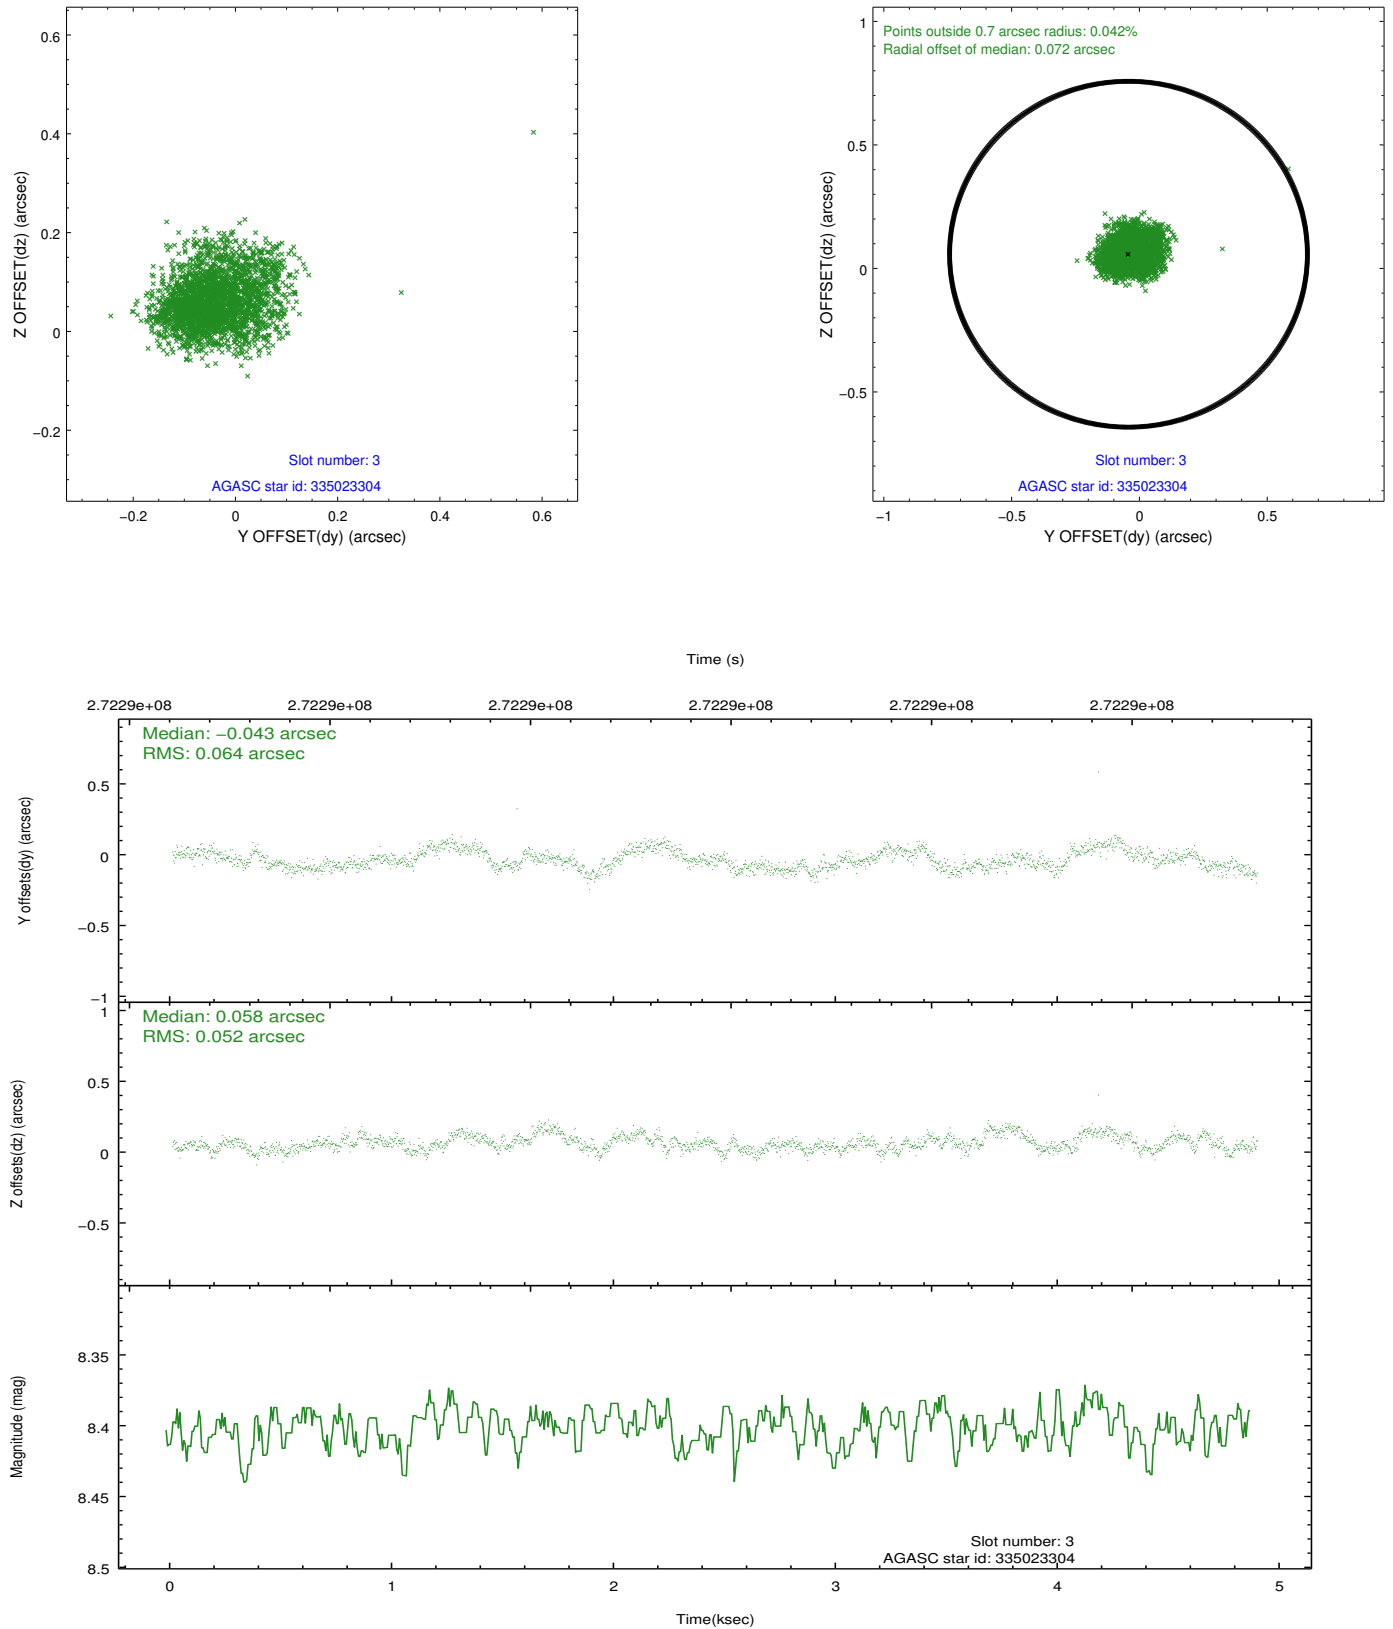 0.6
0.4
0.2
0
−0.2
Z OFFSET(dz) (arcsec)
Slot number: 3
AGASC star id: 335023304
−0.2 0 0.2 0.4 0.6
Y OFFSET(dy) (arcsec)
Points outside 0.7 arcsec radius: 0.042%
Radial offset of median: 0.072 arcsec
1
0.5
0
−0.5
Z OFFSET(dz) (arcsec)
Slot number: 3
AGASC star id: 335023304
−1 −0.5 0 0.5
Y OFFSET(dy) (arcsec)
Time (s)
2.7229e+08 2.7229e+08 2.7229e+08 2.7229e+08 2.7229e+08 2.7229e+08
Median: −0.043 arcsec
RMS: 0.064 arcsec
0.5
0
−0.5
−1
Y offsets(dy) (arcsec)
Median: 0.058 arcsec
RMS: 0.052 arcsec
1
0.5
0
−0.5
Z offsets(dz) (arcsec)
8.35
8.4
8.45
8.5
Magnitude (mag)
Slot number: 3
AGASC star id: 335023304
0 1 2 3 4 5
Time(ksec)